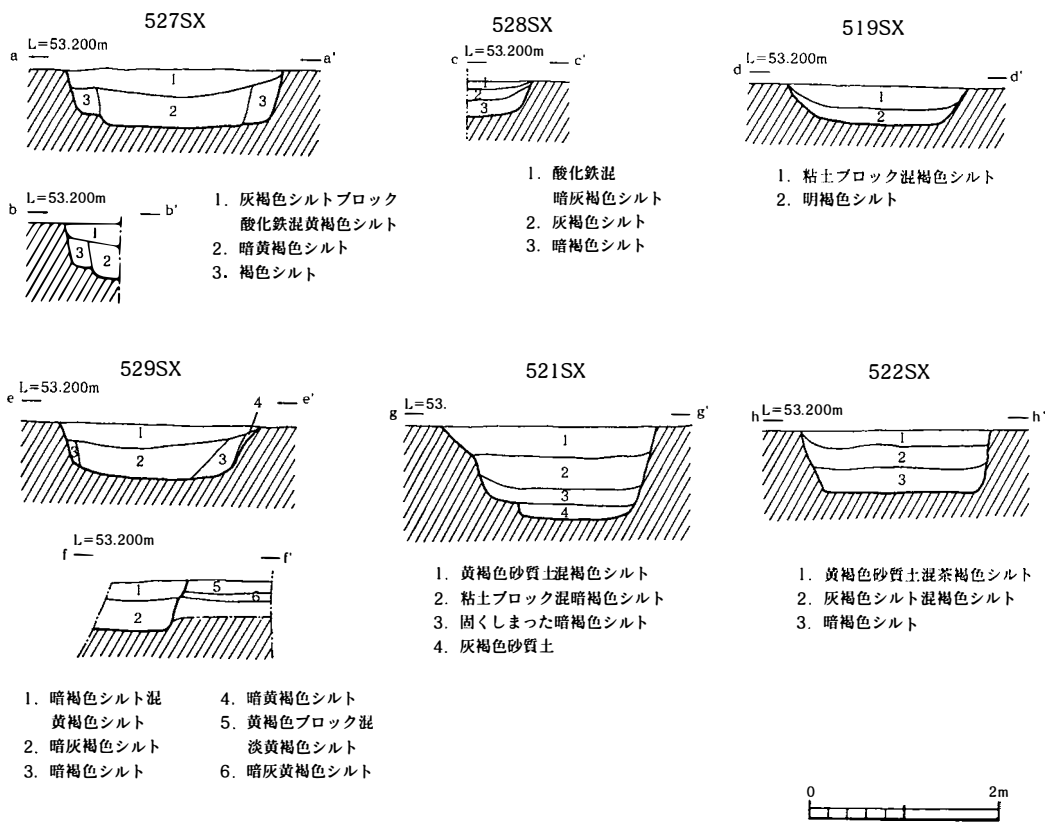 527SX
a L=53.200m a'
1
3 2 3
b L=53.200m b'
1
3 2
1. 灰褐色シルトブロック
酸化鉄混黄褐色シルト
2. 暗黄褐色シルト
3. 褐色シルト
528SX
c L=53.200m c'
1
2
3
1. 酸化鉄混
暗灰褐色シルト
2. 灰褐色シルト
3. 暗褐色シルト
519SX
d L=53.200m d'
1
2
1. 粘土ブロック混褐色シルト
2. 明褐色シルト
529SX
e L=53.200m 4 e'
1
3 2 3
f L=53.200m f'
1 5
6
2
1. 暗褐色シルト混
黄褐色シルト
2. 暗灰褐色シルト
3. 暗褐色シルト
4. 暗黄褐色シルト
5. 黄褐色ブロック混
淡黄褐色シルト
6. 暗灰黄褐色シルト
521SX
g L=53. g'
1
2
3
4
1. 黄褐色砂質土混褐色シルト
2. 粘土ブロック混暗褐色シルト
3. 固くしまった暗褐色シルト
4. 灰褐色砂質土
522SX
h L=53.200m h'
1
2
3
1. 黄褐色砂質土混茶褐色シルト
2. 灰褐色シルト混褐色シルト
3. 暗褐色シルト
0 2m